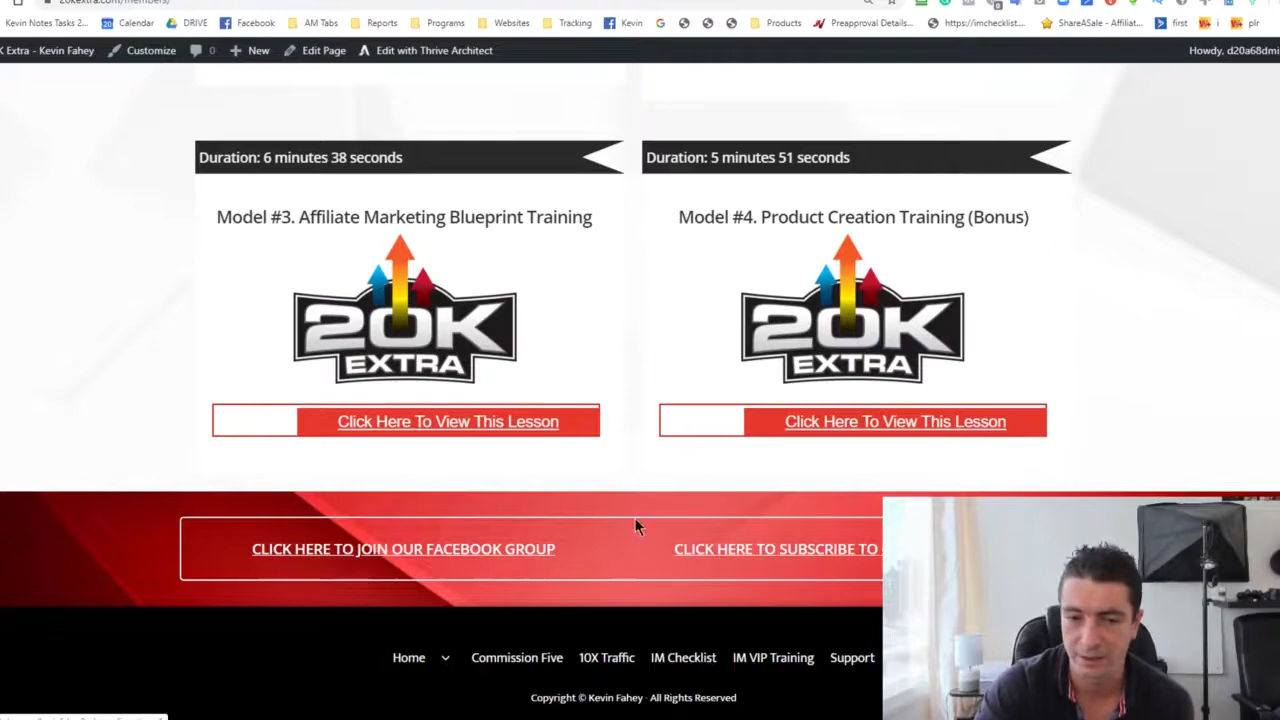 20kextra.com/members/
Kevin Notes Tasks 2...
Calendar
DRIVE
Facebook
AM Tabs
Reports
Programs
Websites
Tracking
Kevin
Products
Preapproval Details...
https://imchecklist....
ShareASale - Affiliat...
first
i
plr
K Extra - Kevin Fahey
Customize
0
New
Edit Page
Edit with Thrive Architect
Howdy, d20a68dmi
Duration: 6 minutes 38 seconds
Duration: 5 minutes 51 seconds
Model #3. Affiliate Marketing Blueprint Training
Model #4. Product Creation Training (Bonus)
20K
EXTRA
20K
EXTRA
Click Here To View This Lesson
Click Here To View This Lesson
CLICK HERE TO JOIN OUR FACEBOOK GROUP
CLICK HERE TO SUBSCRIBE TO
Home
Commission Five
10X Traffic
IM Checklist
IM VIP Training
Support
Copyright © Kevin Fahey - All Rights Reserved